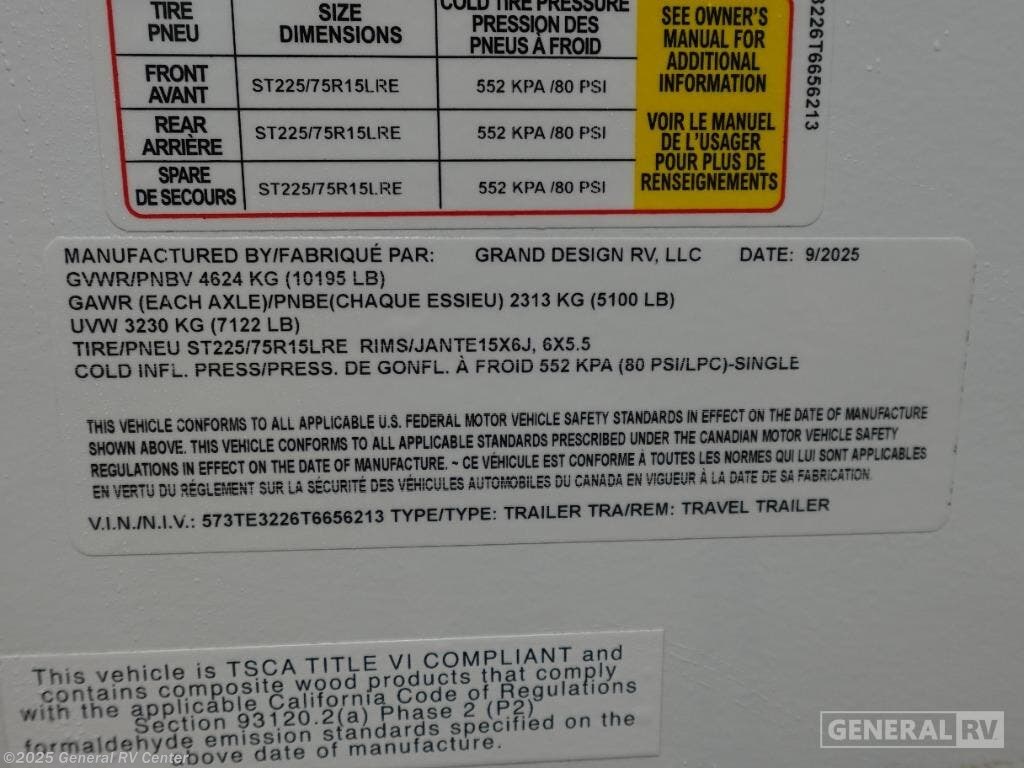 TIRE SIZE COLD TIRE PRESSURE SEE OWNER'S
PNEU DIMENSIONS PRESSION DES MANUAL FOR
PNEUS À FROID ADDITIONAL
INFORMATION
FRONT ST225/75R15LRE 552 KPA /80 PSI
AVANT
REAR ST225/75R15LRE 552 KPA /80 PSI VOIR LE MANUEL
ARRIÈRE DE L'USAGER
SPARE ST225/75R15LRE 552 KPA /80 PSI POUR PLUS DE
DE SECOURS RENSEIGNEMENTS
3226T6656213
MANUFACTURED BY/FABRIQUÉ PAR: GRAND DESIGN RV, LLC DATE: 9/2025
GVWR/PNBV 4624 KG (10195 LB)
GAWR (EACH AXLE)/PNBE(CHAQUE ESSIEU) 2313 KG (5100 LB)
UVW 3230 KG (7122 LB)
TIRE/PNEU ST225/75R15LRE RIMS/JANTE15X6J, 6X5.5
COLD INFL. PRESS/PRESS. DE GONFL. À FROID 552 KPA (80 PSI/LPC)-SINGLE
THIS VEHICLE CONFORMS TO ALL APPLICABLE U.S. FEDERAL MOTOR VEHICLE SAFETY STANDARDS IN EFFECT ON THE DATE OF MANUFACTURE
SHOWN ABOVE. THIS VEHICLE CONFORMS TO ALL APPLICABLE STANDARDS PRESCRIBED UNDER THE CANADIAN MOTOR VEHICLE SAFETY
REGULATIONS IN EFFECT ON THE DATE OF MANUFACTURE. ~ CE VÉHICULE EST CONFORME À TOUTES LES NORMES QUI LUI SONT APPLICABLES
EN VERTU DU RÉGLEMENT SUR LA SÉCURITÉ DES VÉHICULES AUTOMOBILES DU CANADA EN VIGUEUR À LA DATE DE SA FABRICATION.
V.I.N./N.I.V.: 573TE3226T6656213 TYPE/TYPE: TRAILER TRA/REM: TRAVEL TRAILER
This vehicle is TSCA TITLE VI COMPLIANT and
contains composite wood products that comply
with the applicable California Code of Regulations
Section 93120.2(a) Phase 2 (P2)
formaldehyde emission standards specified on the
above date of manufacture.
©2025 General RV Center
GENERAL RV